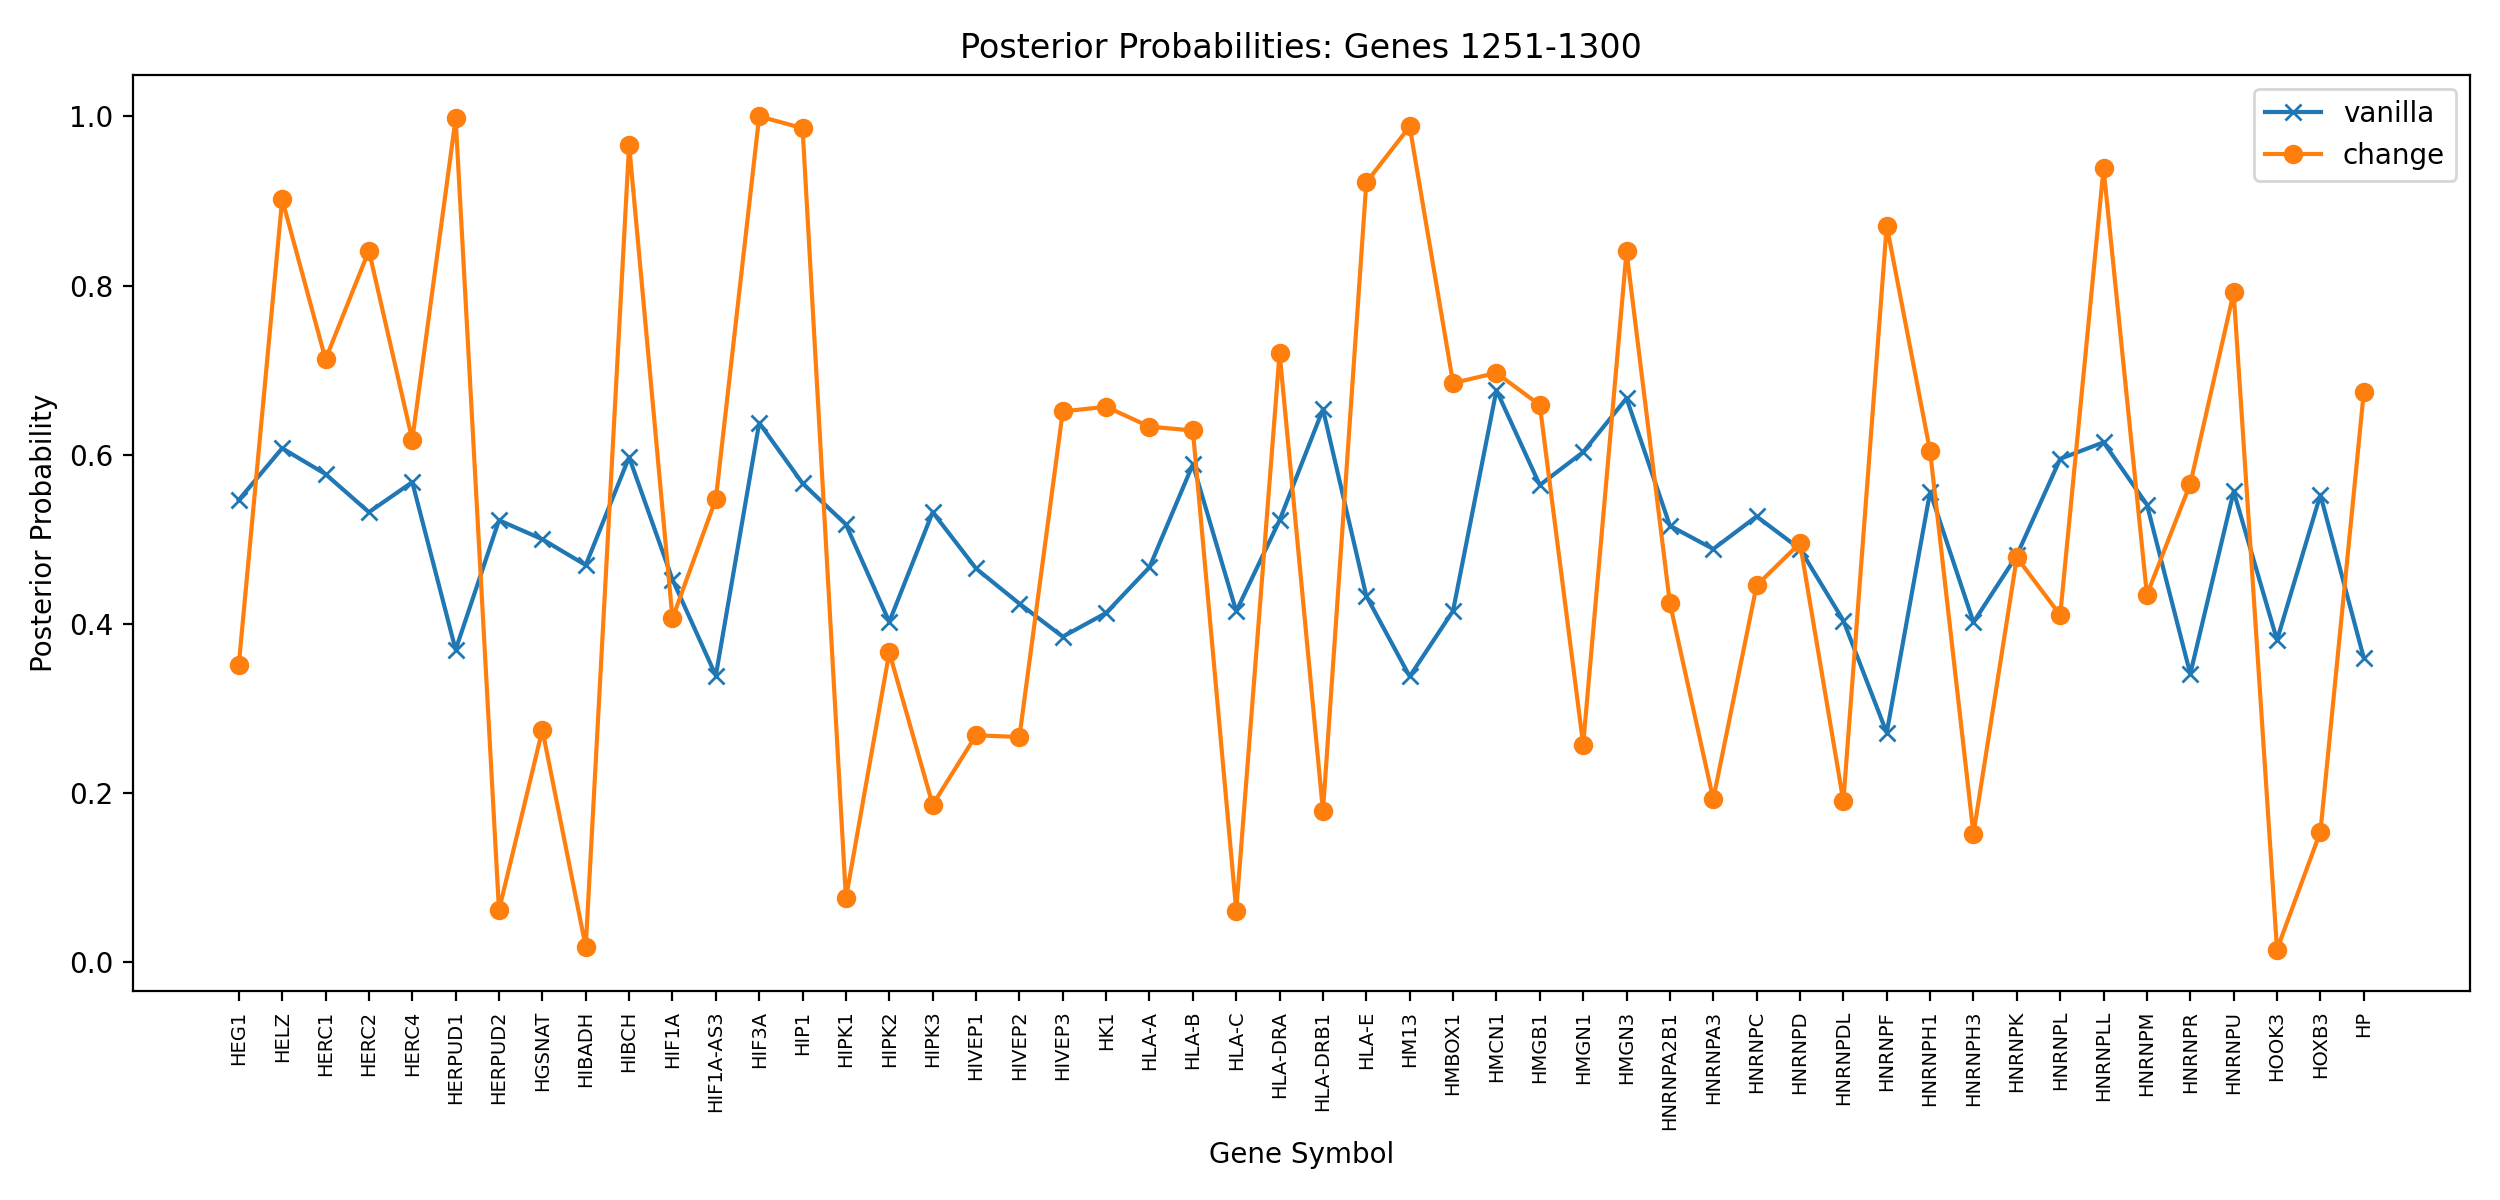 Posterior Probabilities: Genes 1251-1300
vanilla
change
Posterior Probability
1.0
0.8
0.6
0.4
0.2
0.0
HEG1
HELZ
HERC1
HERC2
HERC4
HERPUD1
HERPUD2
HGSNAT
HIBADH
HIBCH
HIF1A
HIF1A-AS3
HIF3A
HIP1
HIPK1
HIPK2
HIPK3
HIVEP1
HIVEP2
HIVEP3
HK1
HLA-A
HLA-B
HLA-C
HLA-DRA
HLA-DRB1
HLA-E
HM13
HMBOX1
HMCN1
HMGB1
HMGN1
HMGN3
HNRNPA2B1
HNRNPA3
HNRNPC
HNRNPD
HNRNPDL
HNRNPF
HNRNPH1
HNRNPH3
HNRNPK
HNRNPL
HNRNPLL
HNRNPM
HNRNPR
HNRNPU
HOOK3
HOXB3
HP
Gene Symbol